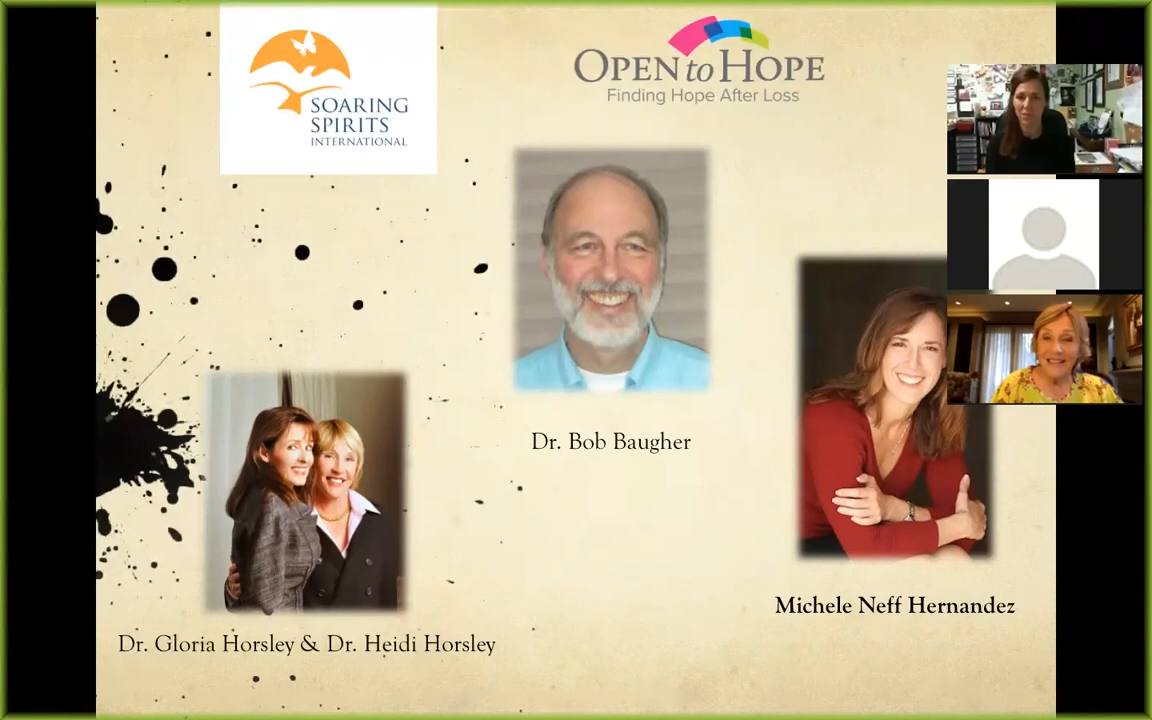 SOARING
SPIRITS
INTERNATIONAL
OPEN to HOPE
Finding Hope After Loss
Dr. Bob Baugher
Michele Neff Hernandez
Dr. Gloria Horsley & Dr. Heidi Horsley